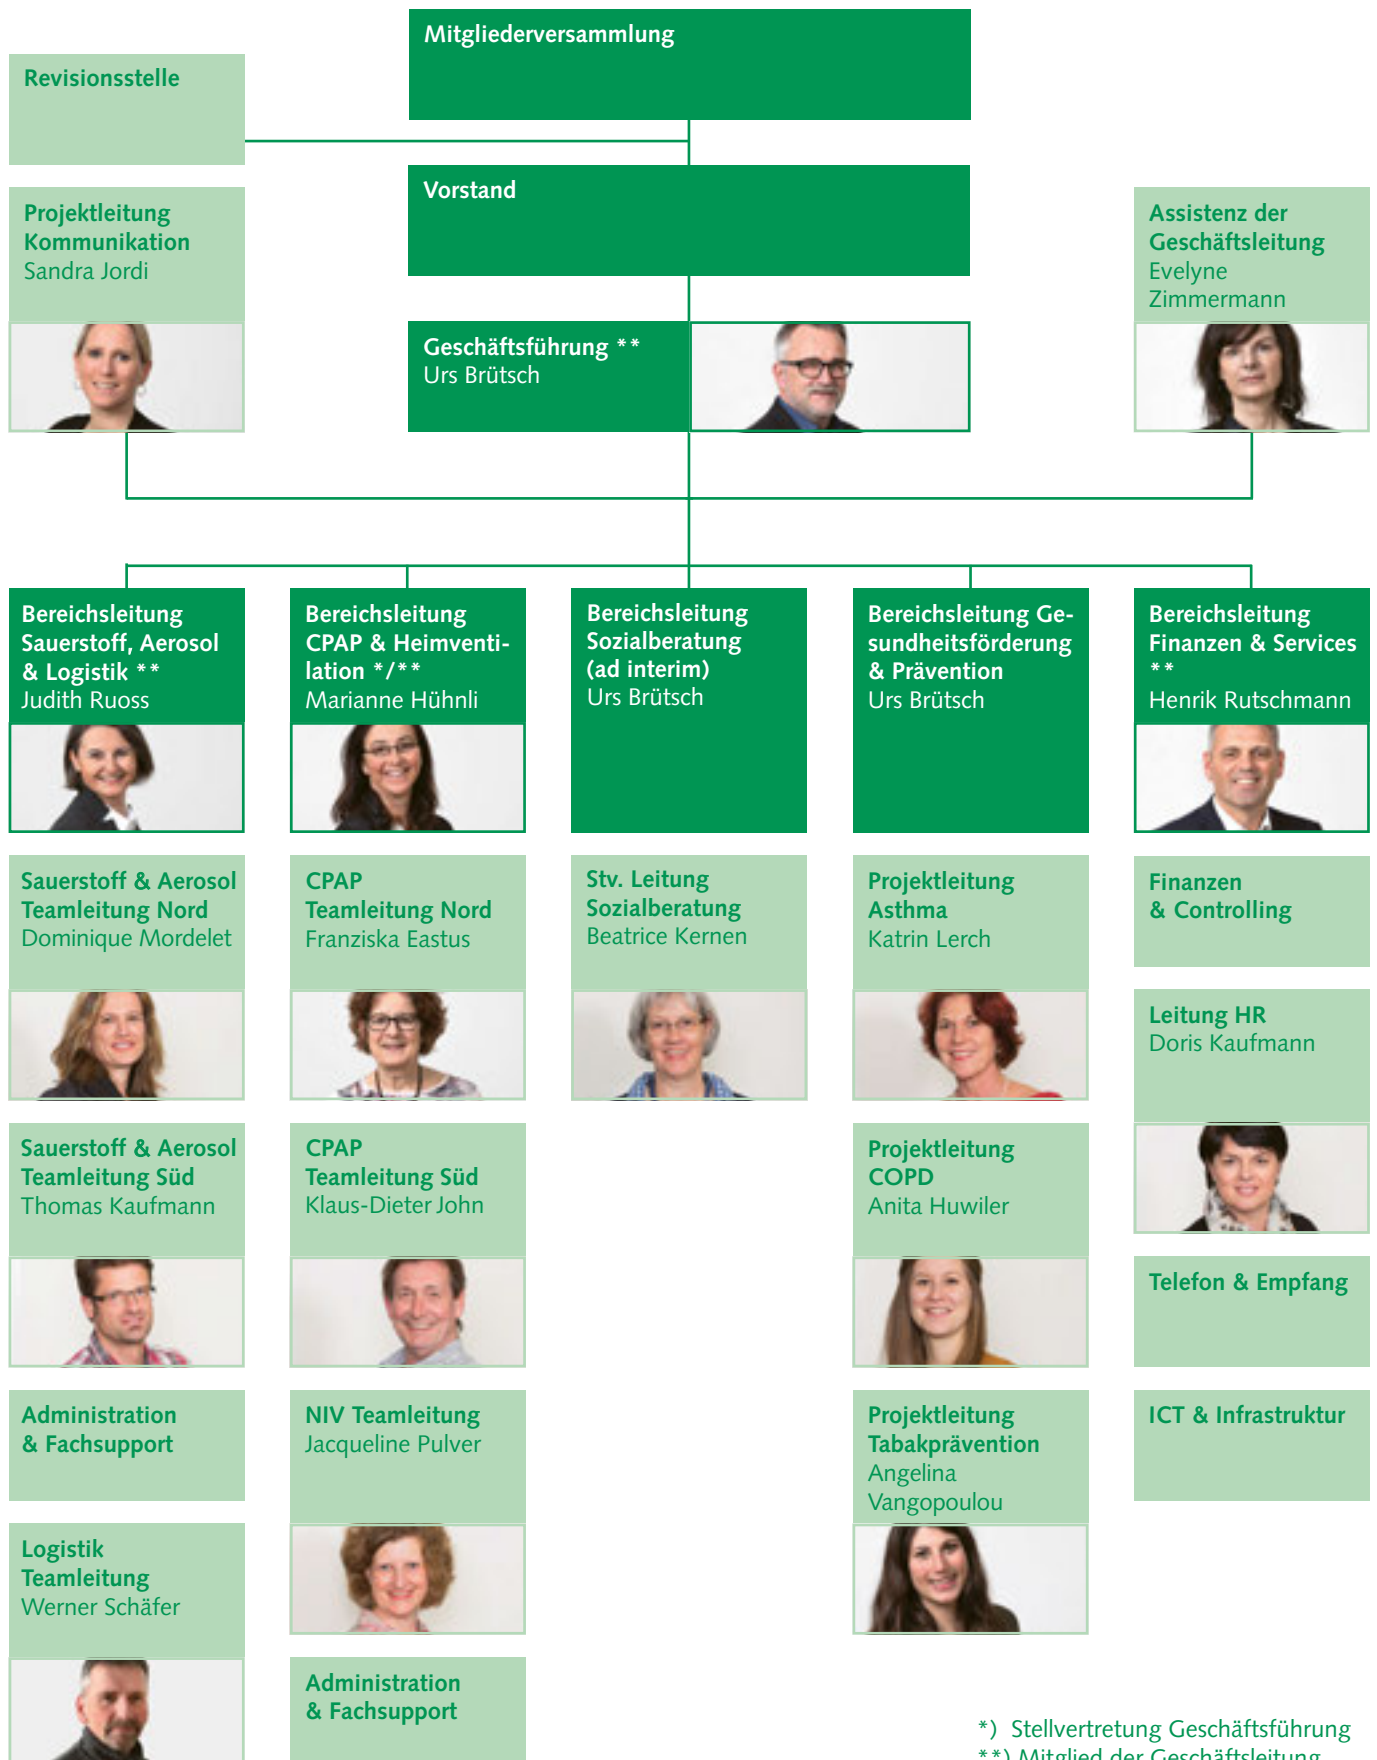 Mitgliederversammlung
Revisionsstelle
Vorstand
Projektleitung
Kommunikation
Sandra Jordi
Assistenz der
Geschäftsleitung
Evelyne
Zimmermann
Geschäftsführung **
Urs Brütsch
Bereichsleitung
Sauerstoff, Aerosol
& Logistik **
Judith Ruoss
Bereichsleitung
CPAP & Heimventi-
lation */**
Marianne Hühnli
Bereichsleitung
Sozialberatung
(ad interim)
Urs Brütsch
Bereichsleitung Ge-
sundheitsförderung
& Prävention
Urs Brütsch
Bereichsleitung
Finanzen & Services
**
Henrik Rutschmann
Sauerstoff & Aerosol
Teamleitung Nord
Dominique Mordelet
CPAP
Teamleitung Nord
Franziska Eastus
Stv. Leitung
Sozialberatung
Beatrice Kernen
Projektleitung
Asthma
Katrin Lerch
Finanzen
& Controlling
Leitung HR
Doris Kaufmann
Sauerstoff & Aerosol
Teamleitung Süd
Thomas Kaufmann
CPAP
Teamleitung Süd
Klaus-Dieter John
Projektleitung
COPD
Anita Huwiler
Telefon & Empfang
Administration
& Fachsupport
NIV Teamleitung
Jacqueline Pulver
Projektleitung
Tabakprävention
Angelina
Vangopoulou
ICT & Infrastruktur
Logistik
Teamleitung
Werner Schäfer
Administration
& Fachsupport
*) Stellvertretung Geschäftsführung
**) Mitglied der Geschäftsleitung